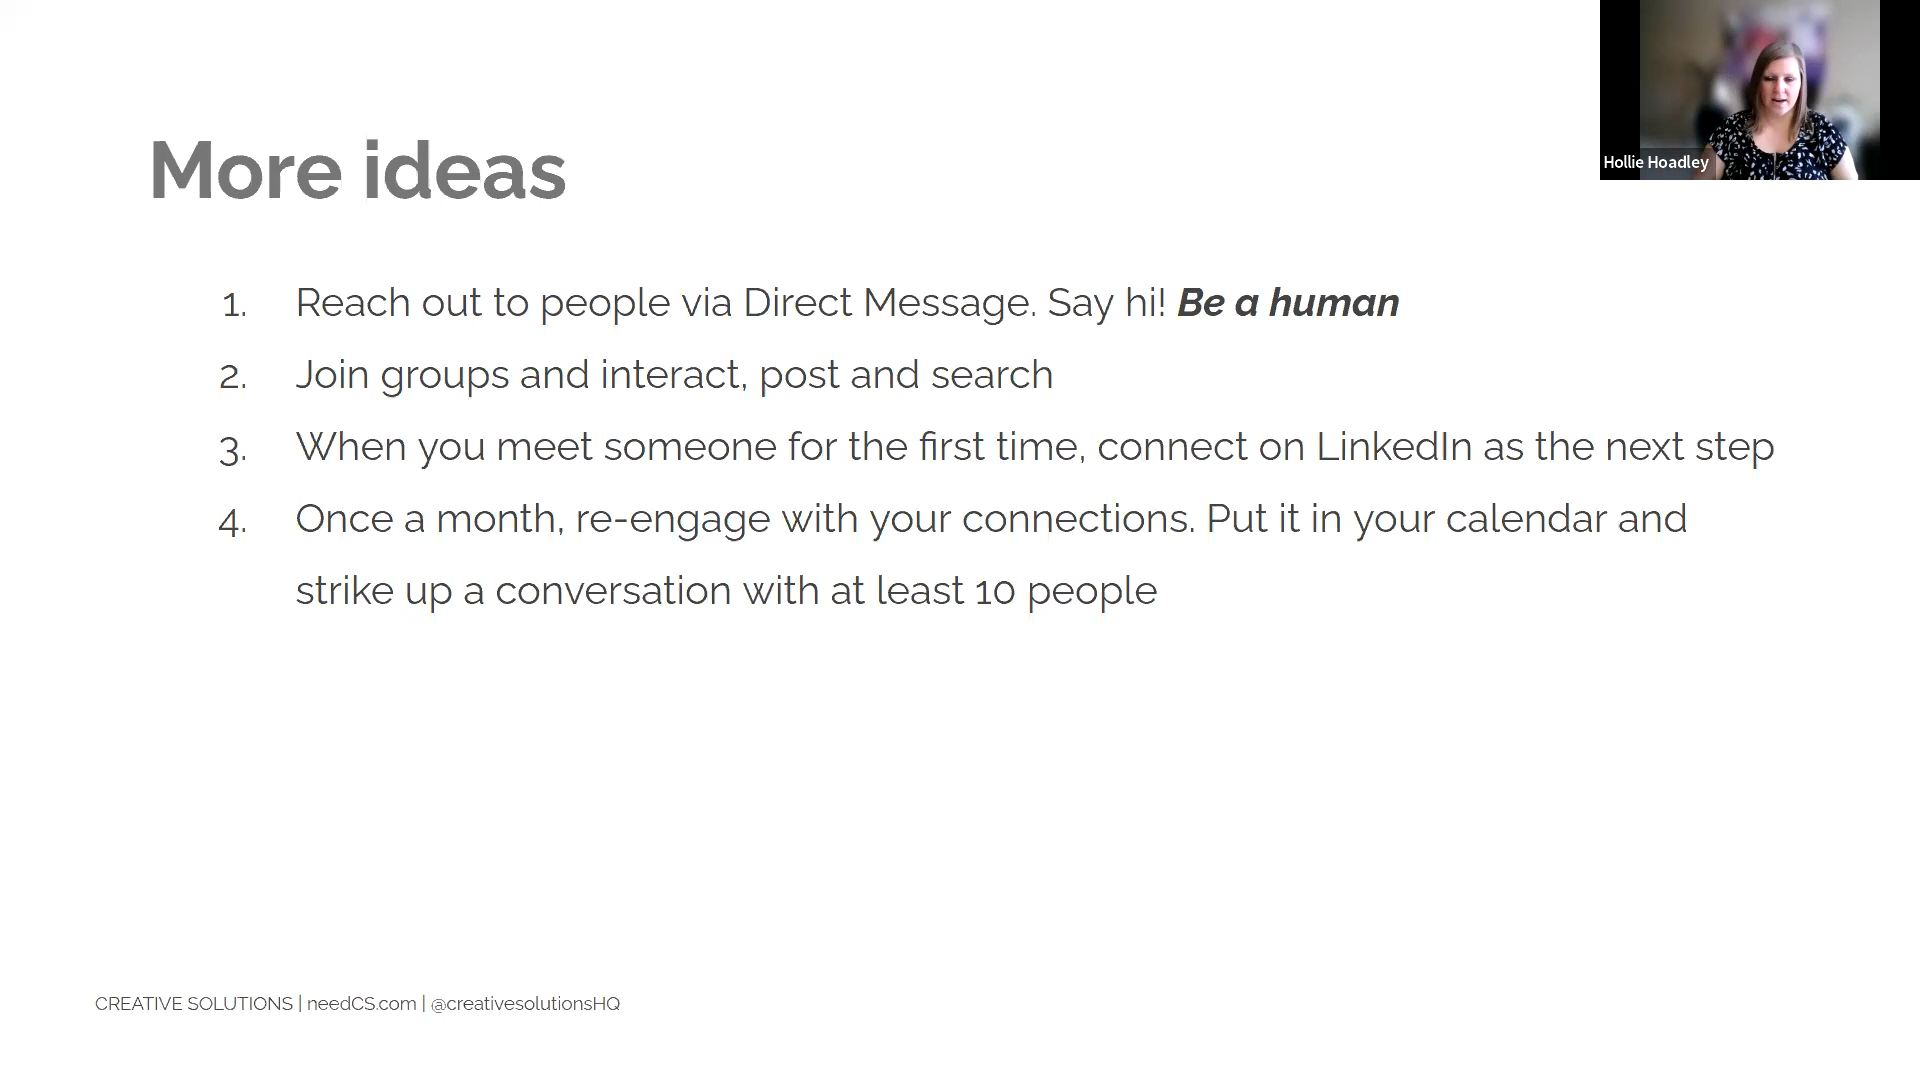 Hollie Hoadley
More ideas
1. Reach out to people via Direct Message. Say hi! Be a human
2. Join groups and interact, post and search
3. When you meet someone for the first time, connect on LinkedIn as the next step
4. Once a month, re-engage with your connections. Put it in your calendar and
strike up a conversation with at least 10 people
CREATIVE SOLUTIONS | needCS.com | @creativesolutionsHQ